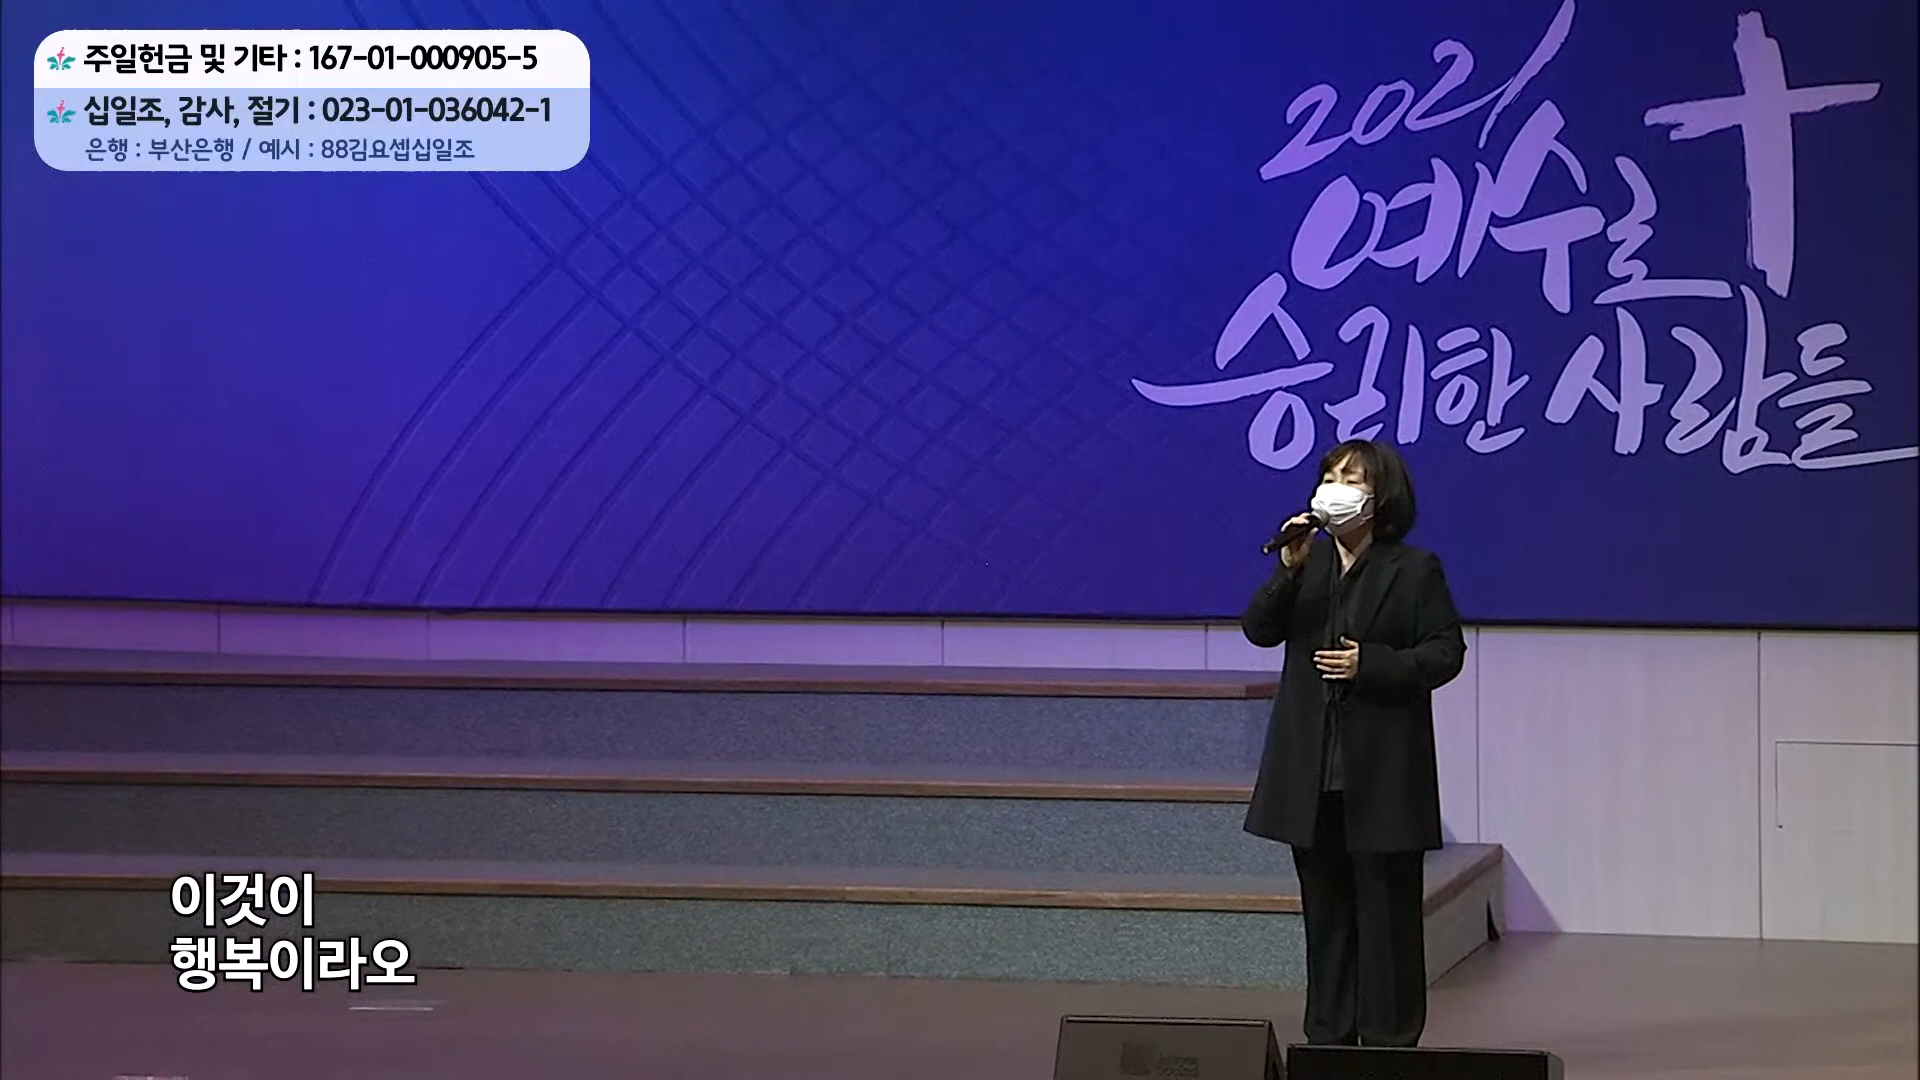 주일헌금 및 기타 : 167-01-000905-5
십일조, 감사, 절기 : 023-01-036042-1
은행 : 부산은행 / 예시 : 88김요셉십일조
2021
예수로
승리한 사람들
이것이
행복이라오